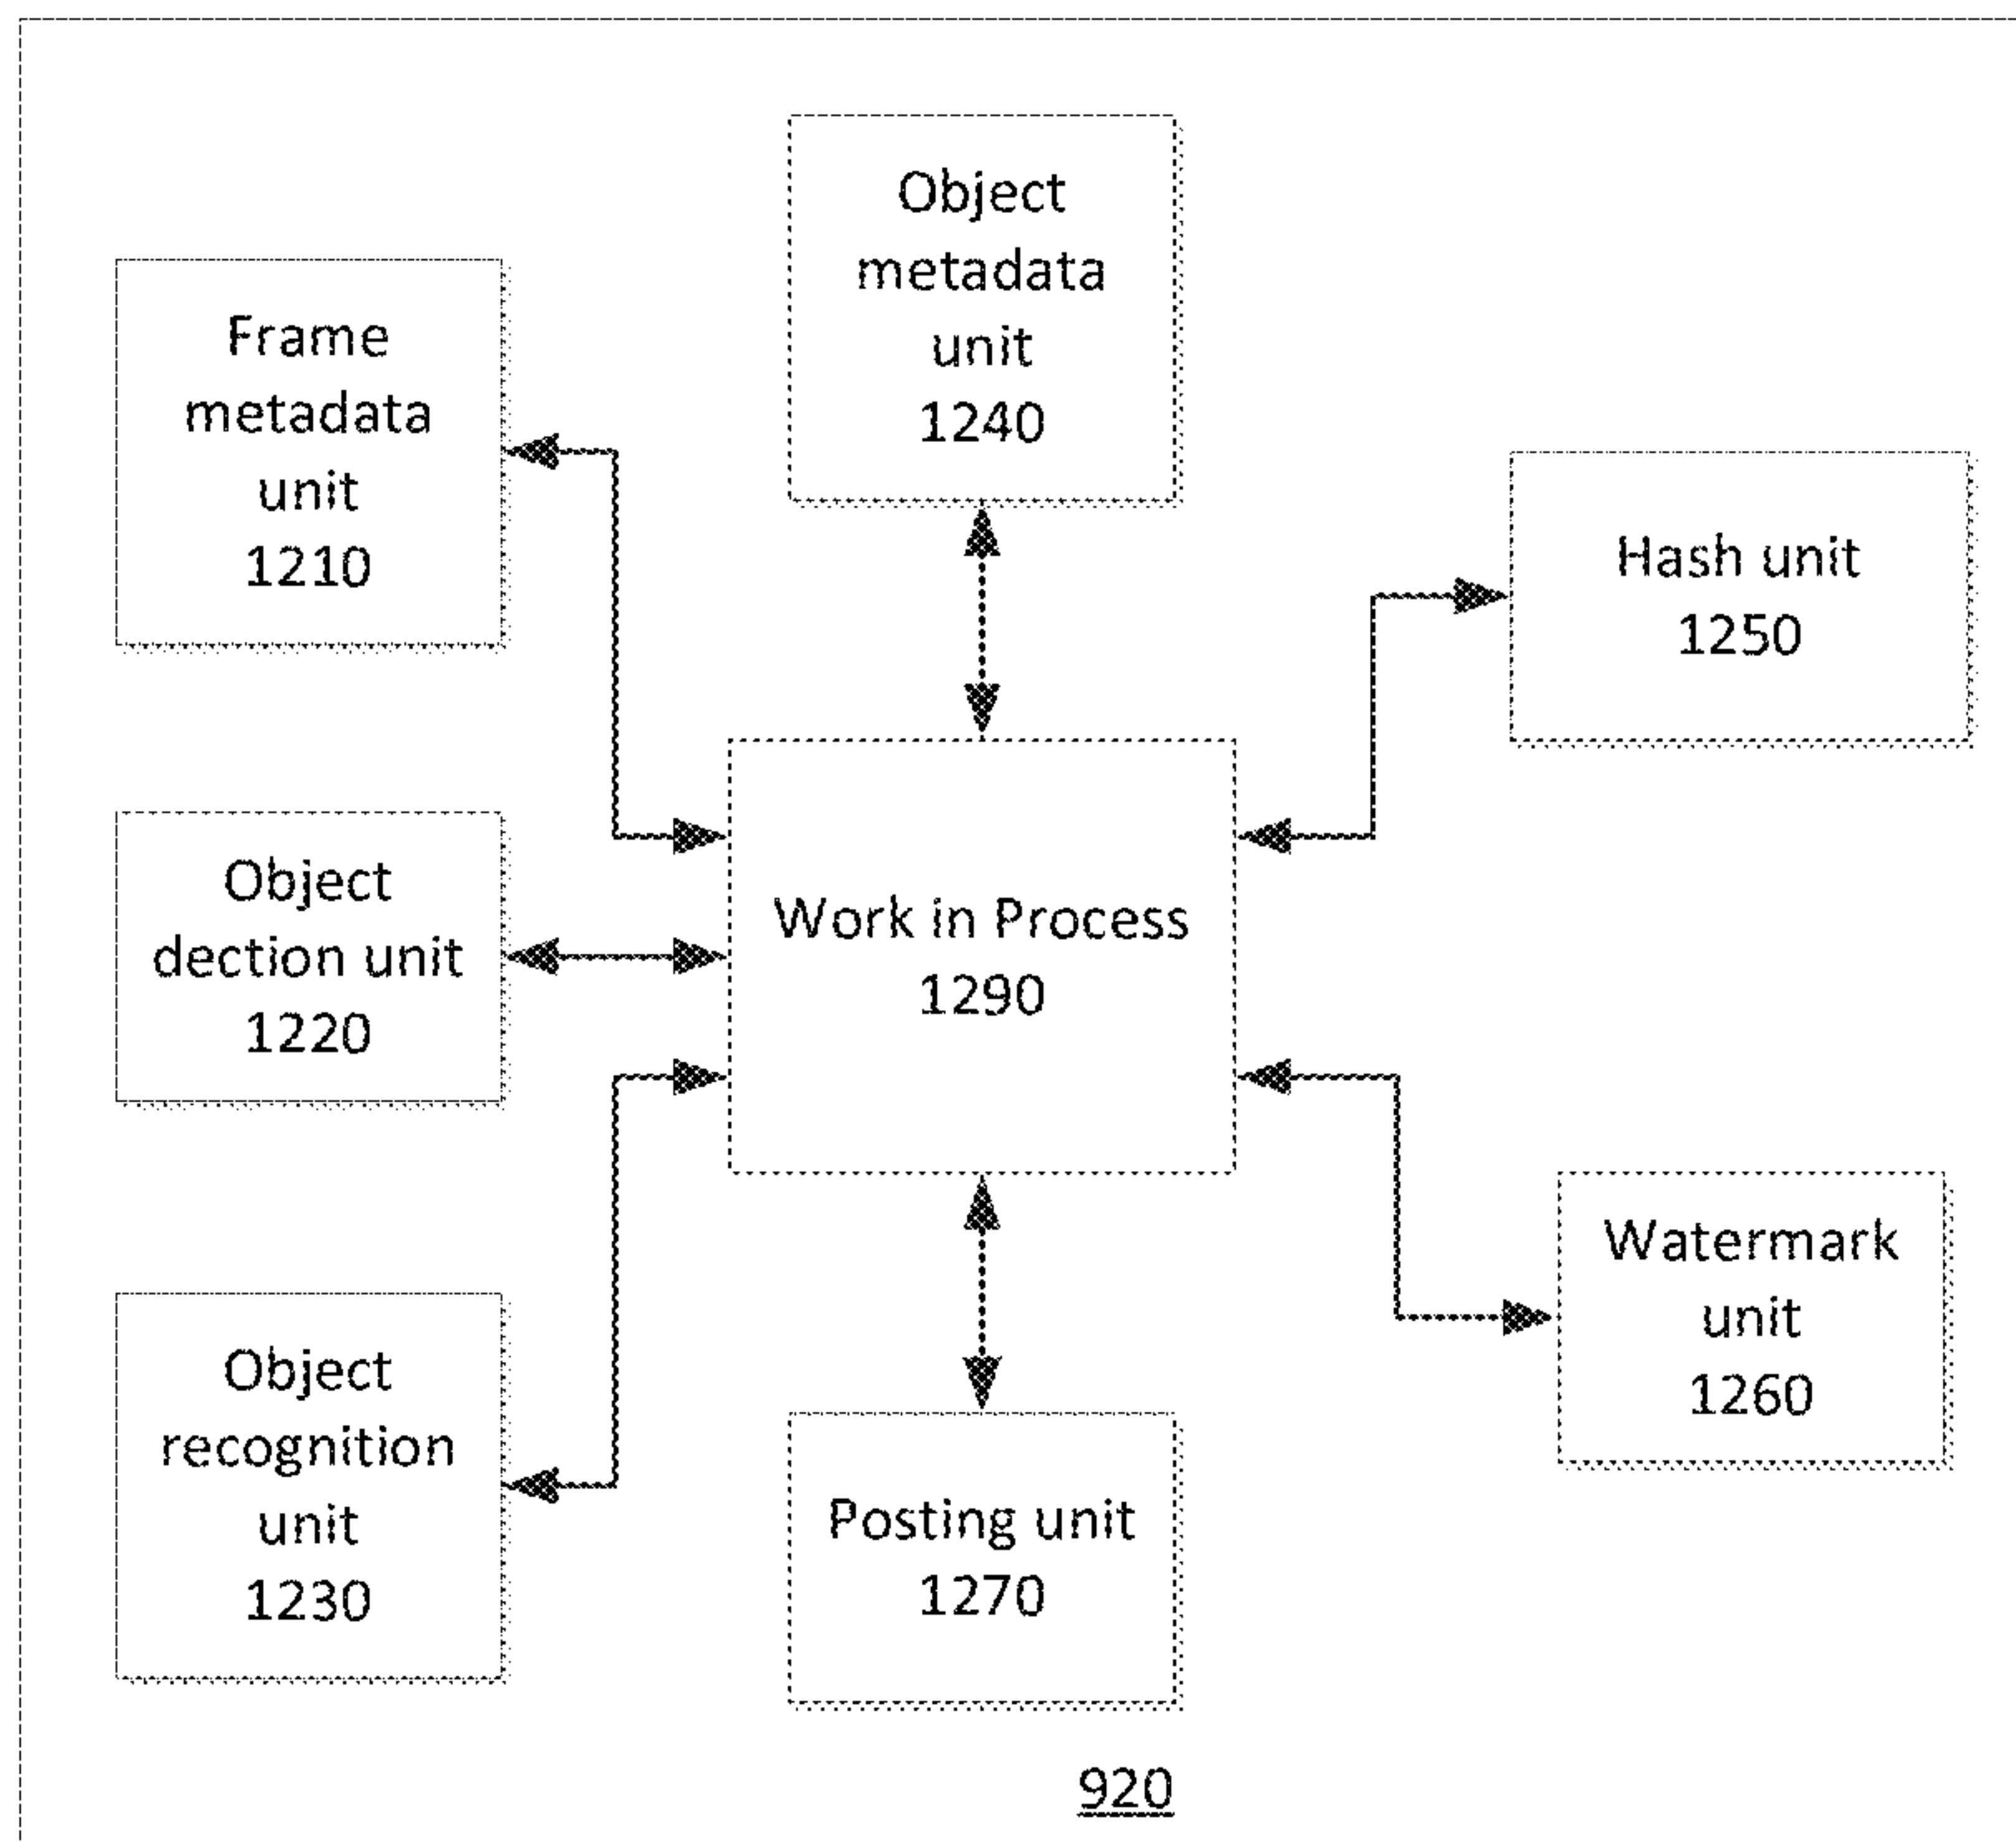 Object
metadata
unit
1240
Frame
metadata
unit
1210
Hash unit
1250
Object
dection unit
1220
Work in Process
1290
Object
recognition
unit
1230
Watermark
unit
1260
Posting unit
1270
920